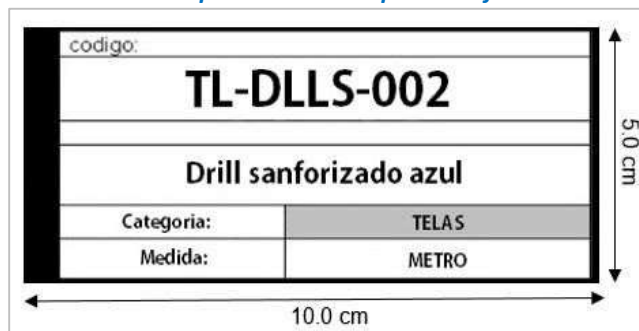 codigo:
TL-DLLS-002
Drill sanforizado azul
Categoria: TELAS
Medida: METRO
5.0 cm
10.0 cm